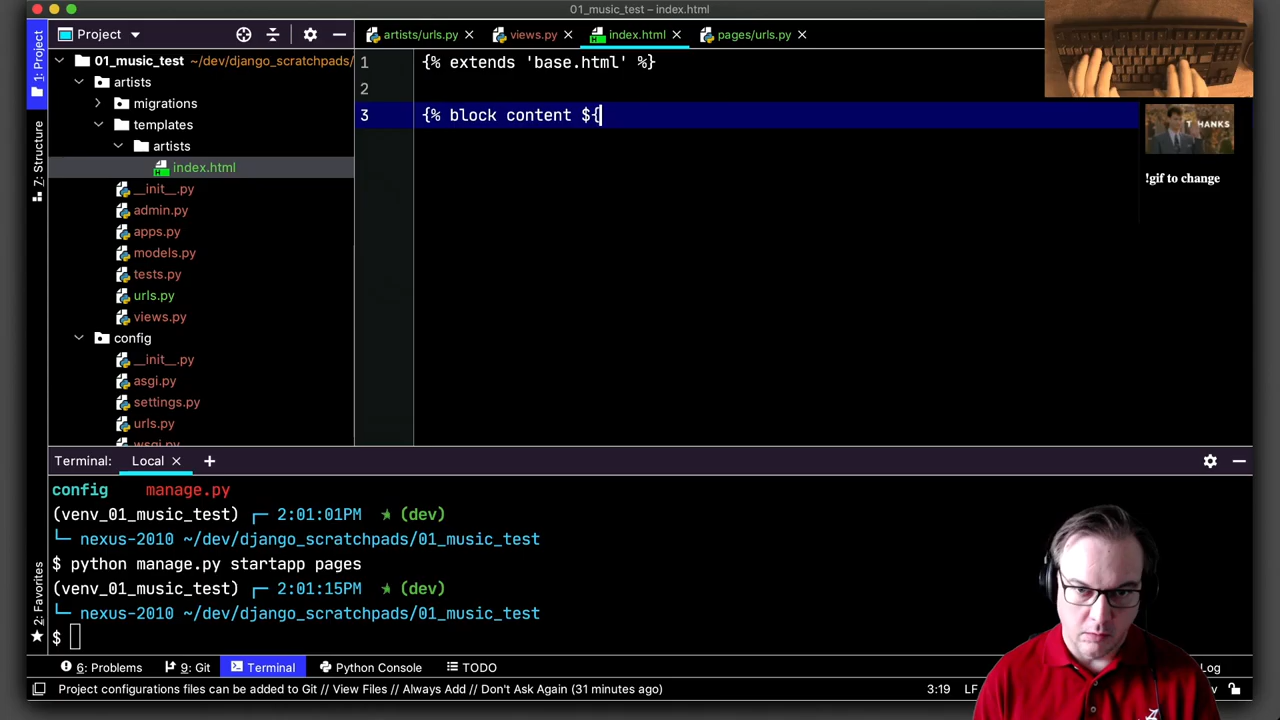 01_music_test – index.html
Project
artists/urls.py
views.py
index.html
pages/urls.py
1: Project
7: Structure
2: Favorites
01_music_test ~/dev/django_scratchpads/
artists
migrations
templates
artists
index.html
__init__.py
admin.py
apps.py
models.py
tests.py
urls.py
views.py
config
__init__.py
asgi.py
settings.py
urls.py
wsgi.py
1 {% extends 'base.html' %}
2
3 {% block content ${
T HANKS
!gif to change
Terminal: Local +
config manage.py
(venv_01_music_test) ┌─ 2:01:01PM ★ (dev)
└─ nexus-2010 ~/dev/django_scratchpads/01_music_test
$ python manage.py startapp pages
(venv_01_music_test) ┌─ 2:01:15PM ★ (dev)
└─ nexus-2010 ~/dev/django_scratchpads/01_music_test
$
6: Problems 9: Git Terminal Python Console TODO
Log
Project configurations files can be added to Git // View Files // Always Add // Don't Ask Again (31 minutes ago)
3:19 LF